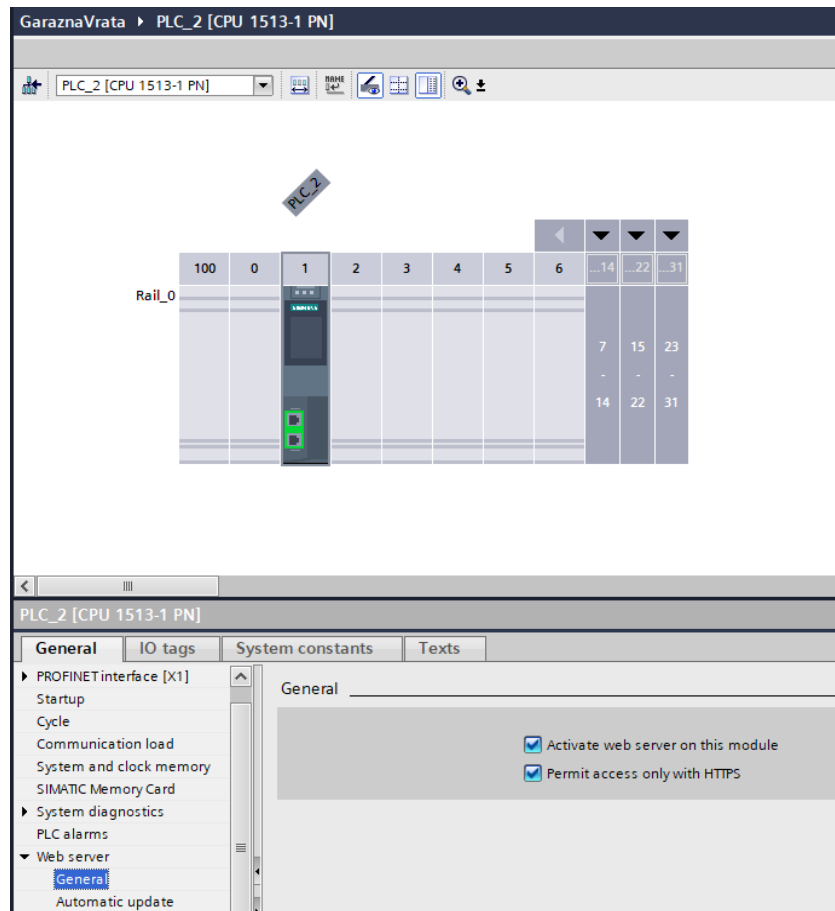 GaraznaVrata ▸ PLC_2 [CPU 1513-1 PN]
PLC_2 [CPU 1513-1 PN]
NAME
PLC_2
100 0 1 2 3 4 5 6 ...14 ...22 ...31
Rail_0
SIEMENS
7 15 23
- - -
14 22 31
PLC_2 [CPU 1513-1 PN]
General IO tags System constants Texts
PROFINET interface [X1]
General
Startup
Cycle
Communication load
Activate web server on this module
System and clock memory
Permit access only with HTTPS
SIMATIC Memory Card
System diagnostics
PLC alarms
Web server
General
Automatic update